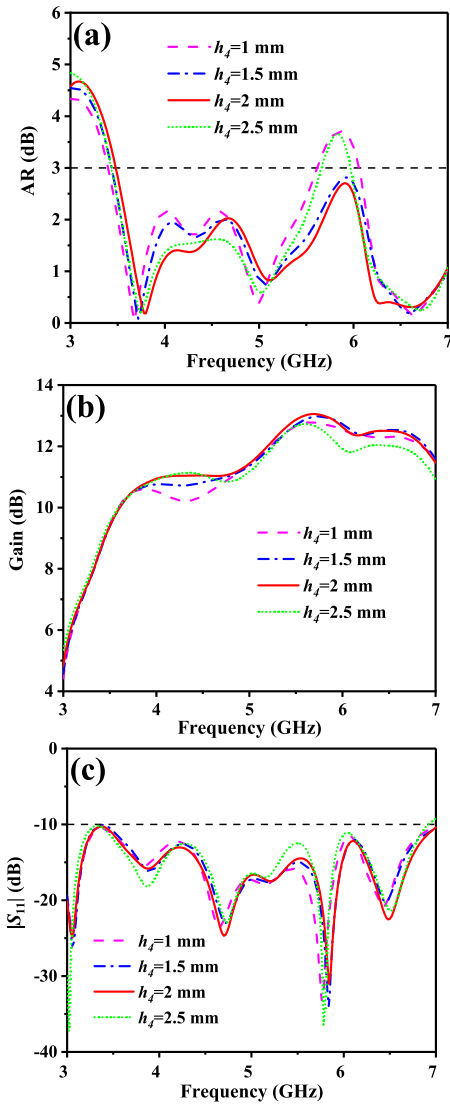 (a)
h4=1 mm
h4=1.5 mm
h4=2 mm
h4=2.5 mm
6
5
4
3
2
1
0
AR (dB)
3 4 5 6 7
Frequency (GHz)
(b)
14
12
10
8
6
4
Gain (dB)
h4=1 mm
h4=1.5 mm
h4=2 mm
h4=2.5 mm
3 4 5 6 7
Frequency (GHz)
(c)
0
-10
-20
-30
-40
|S11| (dB)
h4=1 mm
h4=1.5 mm
h4=2 mm
h4=2.5 mm
3 4 5 6 7
Frequency (GHz)